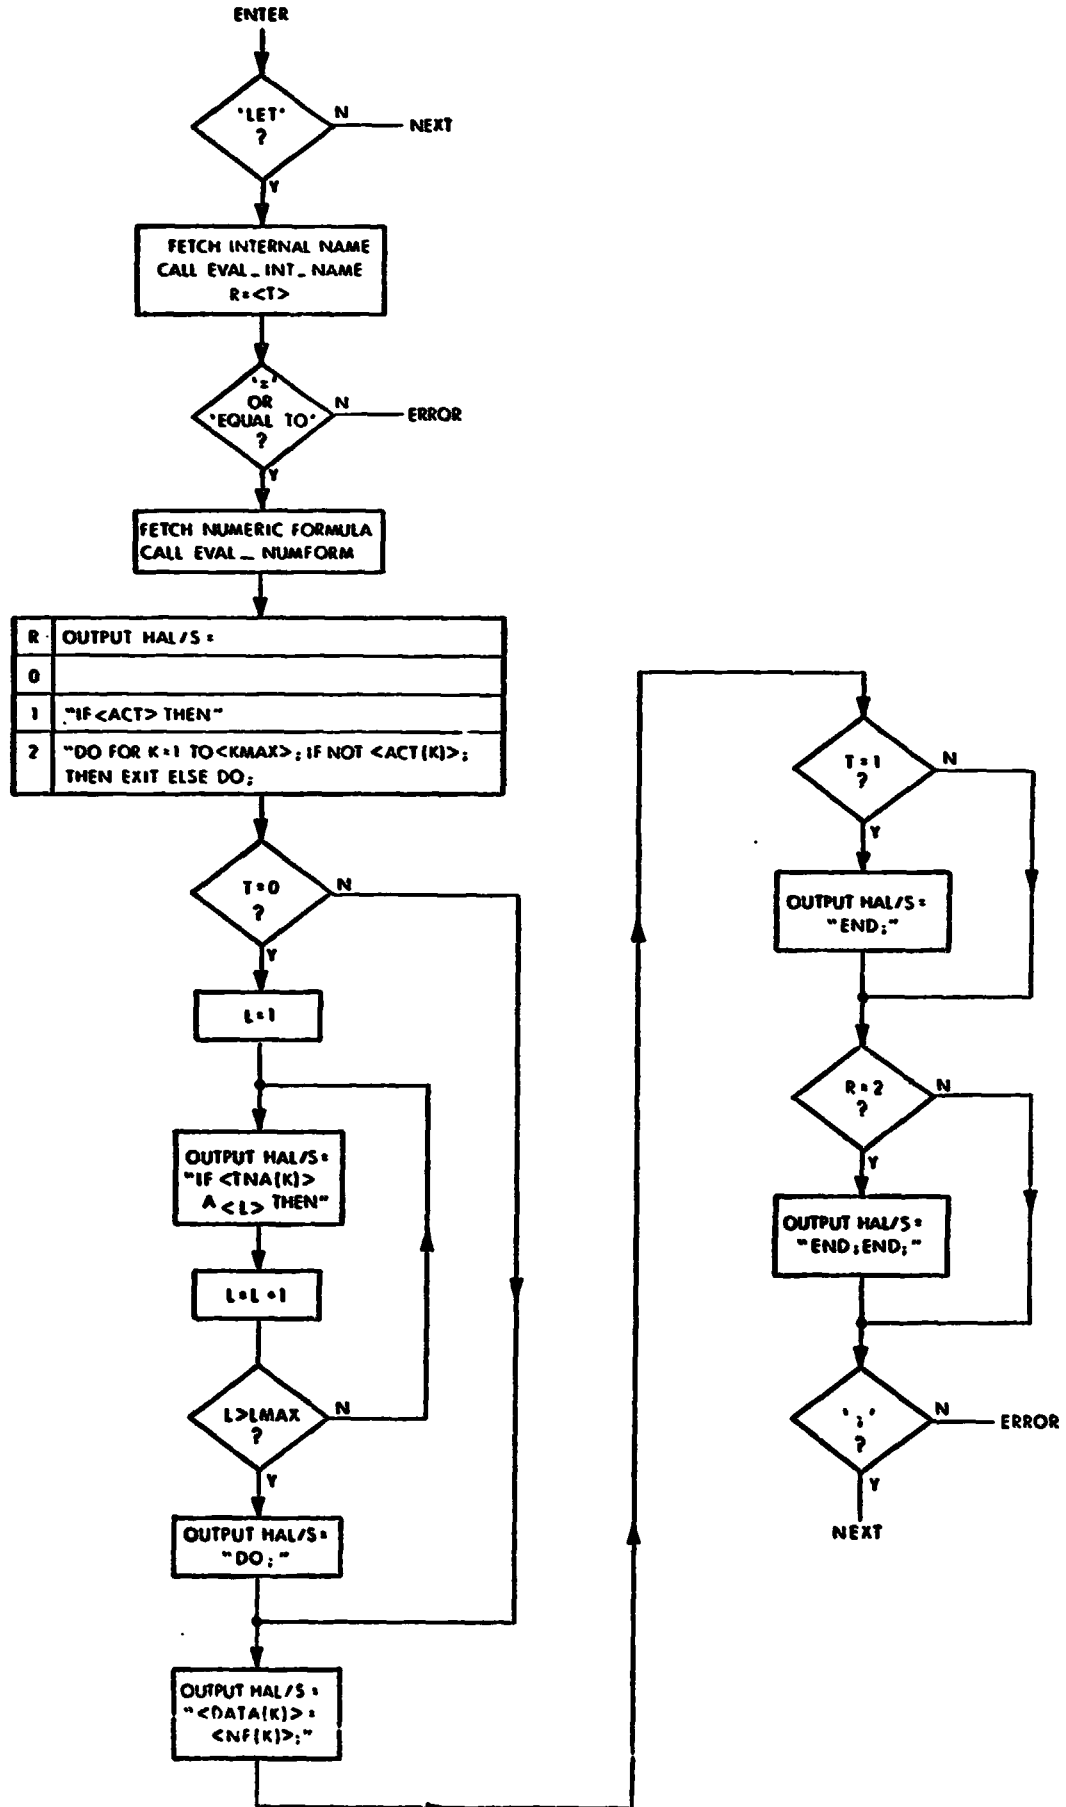 ENTER
"LET"
?
N
NEXT
Y
FETCH INTERNAL NAME
CALL EVAL_INT_NAME
R=<T>
'='
OR
"EQUAL TO"
?
N
ERROR
Y
FETCH NUMERIC FORMULA
CALL EVAL_NUMFORM
R OUTPUT HAL/S =
0
1 "IF <ACT> THEN"
2 "DO FOR K=1 TO <KMAX>; IF NOT <ACT(K)>;
THEN EXIT ELSE DO;
T=0
?
N
Y
L=1
OUTPUT HAL/S=
"IF <TNA(K)>
A <L> THEN"
L=L+1
L>LMAX
?
N
Y
OUTPUT HAL/S=
"DO;"
OUTPUT HAL/S =
"<DATA(K)> =
<NF(K)>;"
T=1
?
N
Y
OUTPUT HAL/S=
"END;"
R=2
?
N
Y
OUTPUT HAL/S=
"END;END;"
';'
?
N
ERROR
Y
NEXT